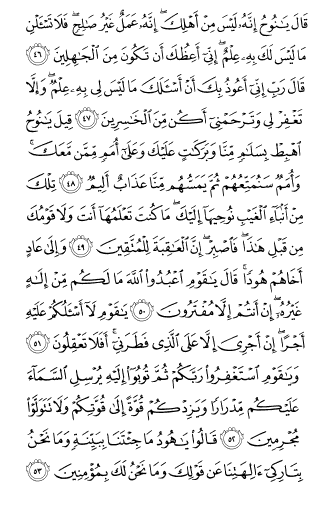 قَالَ يَـٰنُوحُ إِنَّهُۥ لَيْسَ مِنْ أَهْلِكَ ۖ إِنَّهُۥ عَمَلٌ غَيْرُ صَـٰلِحٍ ۖ فَلَا تَسْـَٔلْنِ
مَا لَيْسَ لَكَ بِهِۦ عِلْمٌ ۖ إِنِّىٓ أَعِظُكَ أَن تَكُونَ مِنَ ٱلْجَـٰهِلِينَ ٤٦
قَالَ رَبِّ إِنِّىٓ أَعُوذُ بِكَ أَنْ أَسْـَٔلَكَ مَا لَيْسَ لِى بِهِۦ عِلْمٌ ۖ وَإِلَّا
تَغْفِرْ لِى وَتَرْحَمْنِىٓ أَكُن مِّنَ ٱلْخَـٰسِرِينَ ٤٧ قِيلَ يَـٰنُوحُ
ٱهْبِطْ بِسَلَـٰمٍ مِّنَّا وَبَرَكَـٰتٍ عَلَيْكَ وَعَلَىٰٓ أُمَمٍ مِّمَّن مَّعَكَ ۚ
وَأُمَمٌ سَنُمَتِّعُهُمْ ثُمَّ يَمَسُّهُم مِّنَّا عَذَابٌ أَلِيمٌ ٤٨ تِلْكَ
مِنْ أَنۢبَآءِ ٱلْغَيْبِ نُوحِيهَآ إِلَيْكَ ۖ مَا كُنتَ تَعْلَمُهَآ أَنتَ وَلَا قَوْمُكَ
مِن قَبْلِ هَـٰذَا ۖ فَٱصْبِرْ ۖ إِنَّ ٱلْعَـٰقِبَةَ لِلْمُتَّقِينَ ٤٩ وَإِلَىٰ عَادٍ
أَخَاهُمْ هُودًا ۚ قَالَ يَـٰقَوْمِ ٱعْبُدُوا۟ ٱللَّهَ مَا لَكُم مِّنْ إِلَـٰهٍ
غَيْرُهُۥٓ ۖ إِنْ أَنتُمْ إِلَّا مُفْتَرُونَ ٥٠ يَـٰقَوْمِ لَآ أَسْـَٔلُكُمْ عَلَيْهِ
أَجْرًا ۖ إِنْ أَجْرِىَ إِلَّا عَلَى ٱلَّذِى فَطَرَنِىٓ ۚ أَفَلَا تَعْقِلُونَ ٥١
وَيَـٰقَوْمِ ٱسْتَغْفِرُوا۟ رَبَّكُمْ ثُمَّ تُوبُوٓا۟ إِلَيْهِ يُرْسِلِ ٱلسَّمَآءَ
عَلَيْكُم مِّدْرَارًا وَيَزِدْكُمْ قُوَّةً إِلَىٰ قُوَّتِكُمْ وَلَا تَتَوَلَّوْا۟
مُجْرِمِينَ ٥٢ قَالُوا۟ يَـٰهُودُ مَا جِئْتَنَا بِبَيِّنَةٍ وَمَا نَحْنُ
بِتَارِكِىٓ ءَالِهَتِنَا عَن قَوْلِكَ وَمَا نَحْنُ لَكَ بِمُؤْمِنِينَ ٥٣